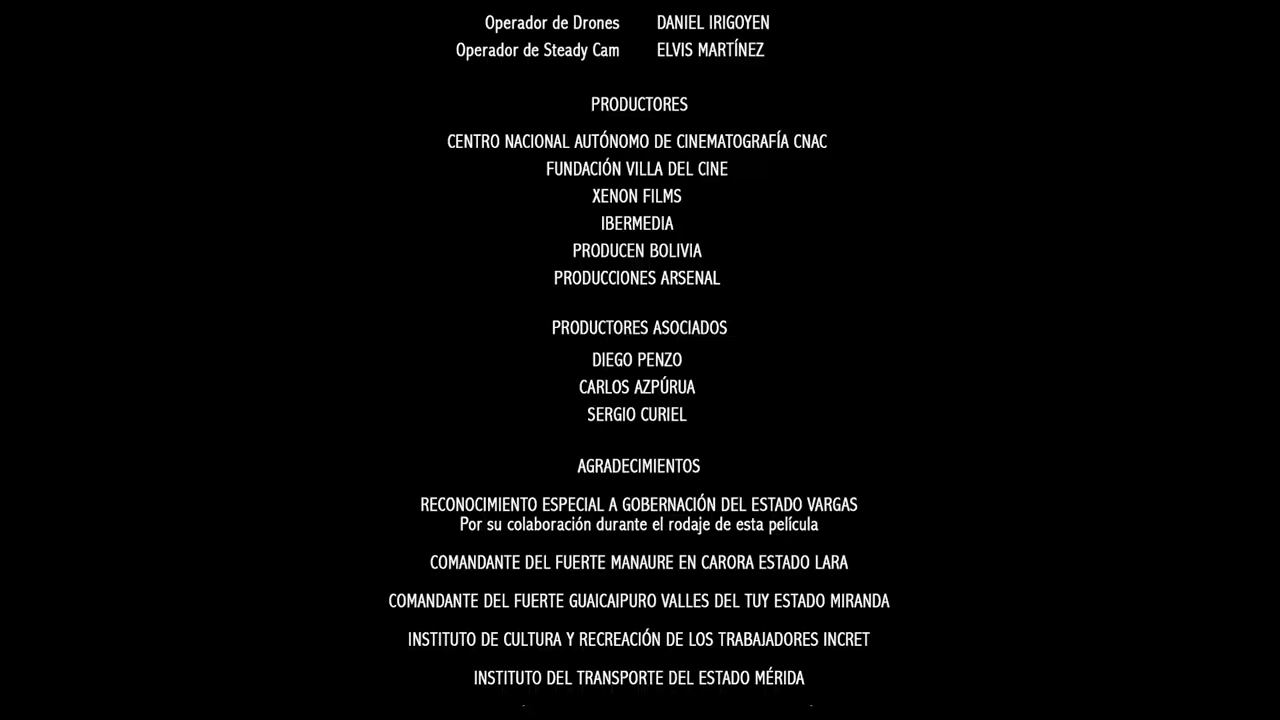 Operador de Drones DANIEL IRIGOYEN
Operador de Steady Cam ELVIS MARTÍNEZ
PRODUCTORES
CENTRO NACIONAL AUTÓNOMO DE CINEMATOGRAFÍA CNAC
FUNDACIÓN VILLA DEL CINE
XENON FILMS
IBERMEDIA
PRODUCEN BOLIVIA
PRODUCCIONES ARSENAL
PRODUCTORES ASOCIADOS
DIEGO PENZO
CARLOS AZPÚRUA
SERGIO CURIEL
AGRADECIMIENTOS
RECONOCIMIENTO ESPECIAL A GOBERNACIÓN DEL ESTADO VARGAS
Por su colaboración durante el rodaje de esta película
COMANDANTE DEL FUERTE MANAURE EN CARORA ESTADO LARA
COMANDANTE DEL FUERTE GUAICAIPURO VALLES DEL TUY ESTADO MIRANDA
INSTITUTO DE CULTURA Y RECREACIÓN DE LOS TRABAJADORES INCRET
INSTITUTO DEL TRANSPORTE DEL ESTADO MÉRIDA